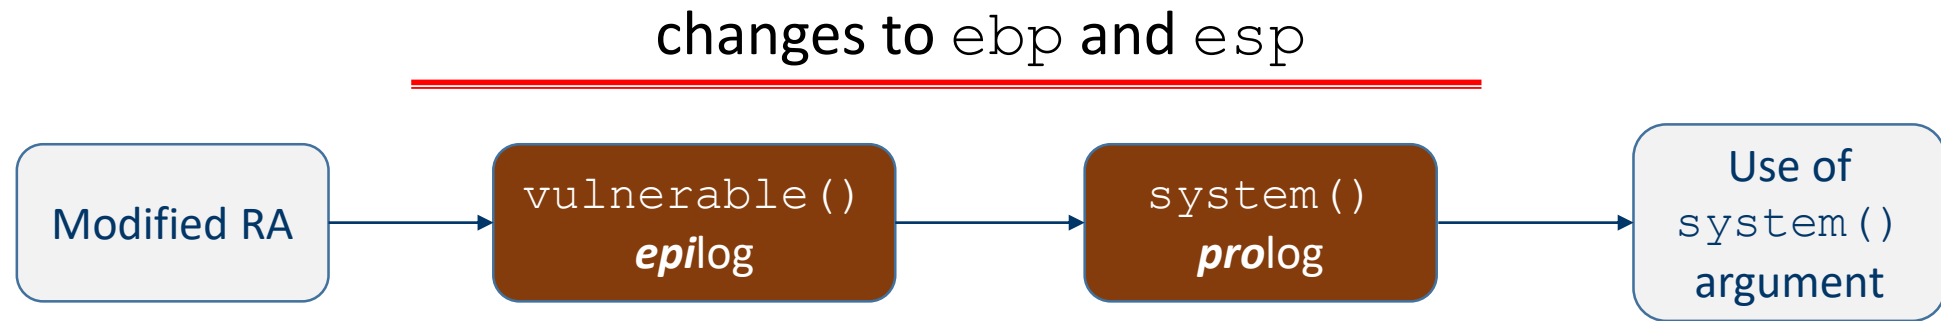 changes to ebp and esp
Modified RA
vulnerable()
epilog
system()
prolog
Use of
system()
argument